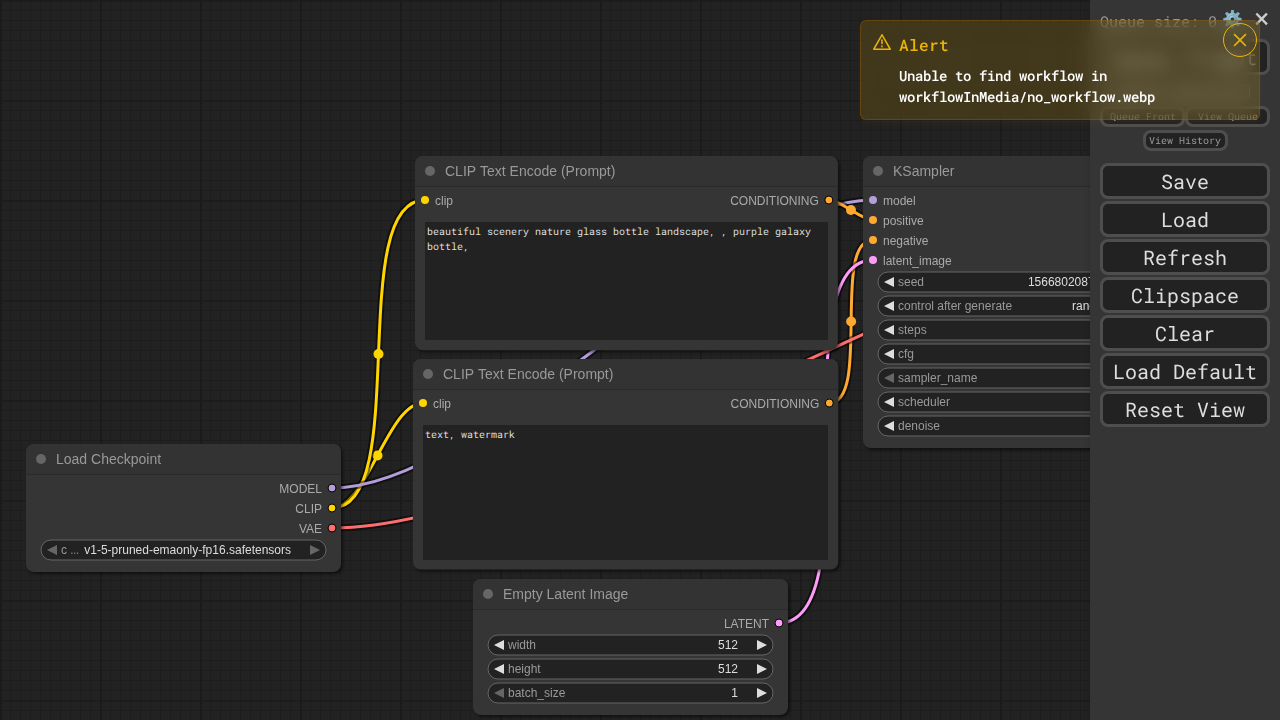 Queue size: 0
Alert
Unable to find workflow in
workflowInMedia/no_workflow.webp
Queue Front
View Queue
View History
Save
Load
Refresh
Clipspace
Clear
Load Default
Reset View
CLIP Text Encode (Prompt)
clip
CONDITIONING
beautiful scenery nature glass bottle landscape, , purple galaxy
bottle,
KSampler
model
positive
negative
latent_image
seed 1566802087
control after generate
steps
cfg
sampler_name
scheduler
denoise
CLIP Text Encode (Prompt)
clip
CONDITIONING
text, watermark
Load Checkpoint
MODEL
CLIP
VAE
c ... v1-5-pruned-emaonly-fp16.safetensors
Empty Latent Image
LATENT
width 512
height 512
batch_size 1